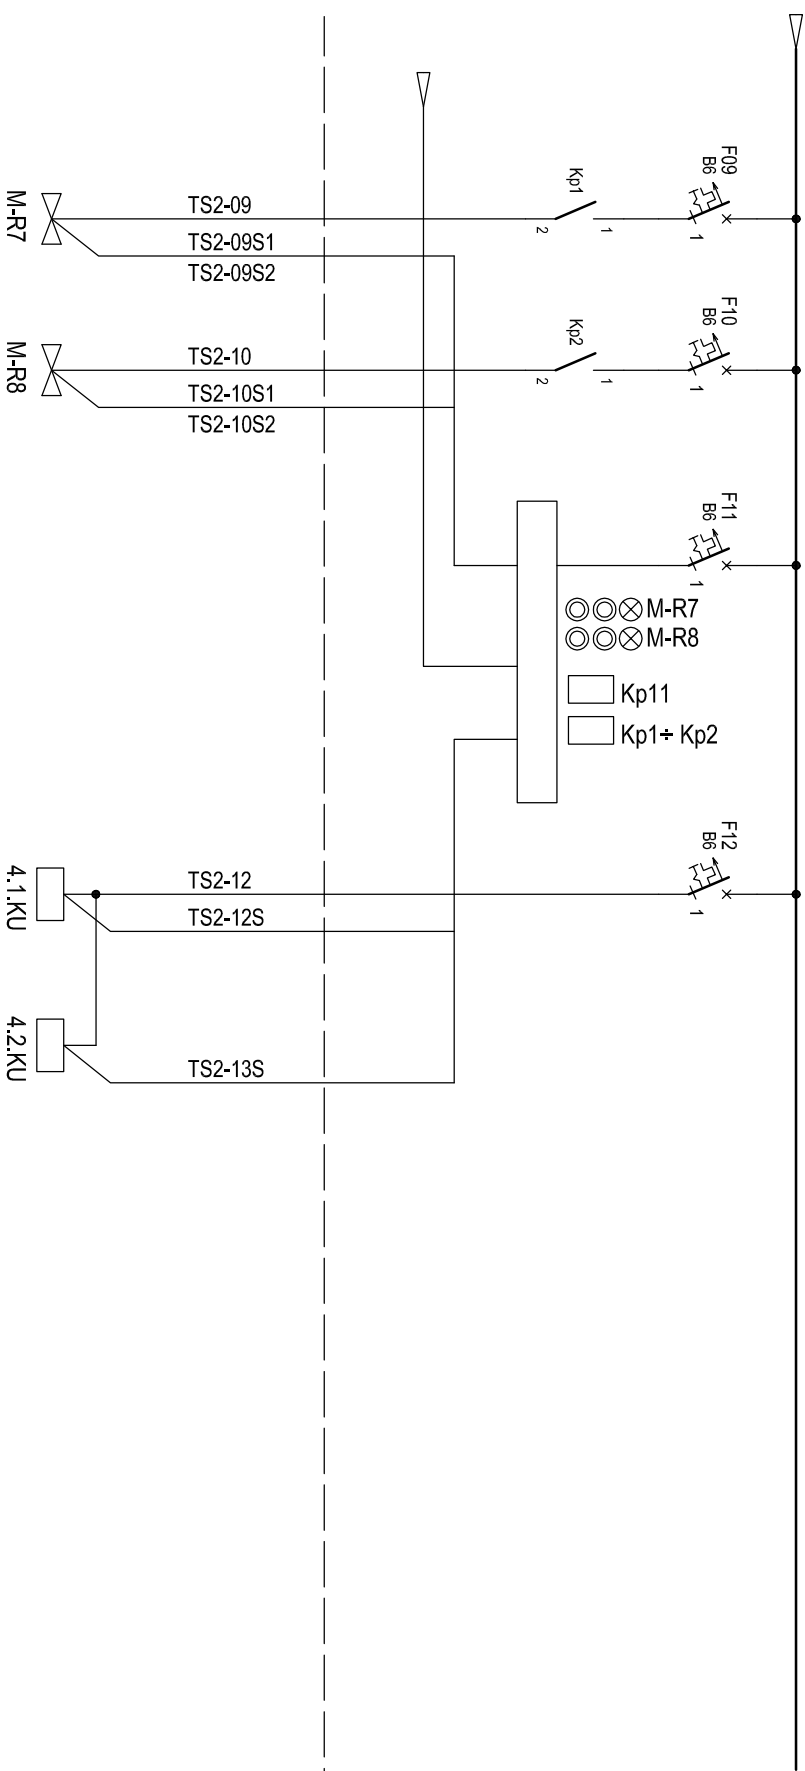 F09
B6
1
Kp1
1
2
TS2-09
TS2-09S1
TS2-09S2
M-R7
F10
B6
1
Kp2
1
2
TS2-10
TS2-10S1
TS2-10S2
M-R8
F11
B6
1
M-R7
M-R8
Kp11
Kp1÷ Kp2
F12
B6
1
TS2-12
TS2-12S
4.1.KU
TS2-13S
4.2.KU